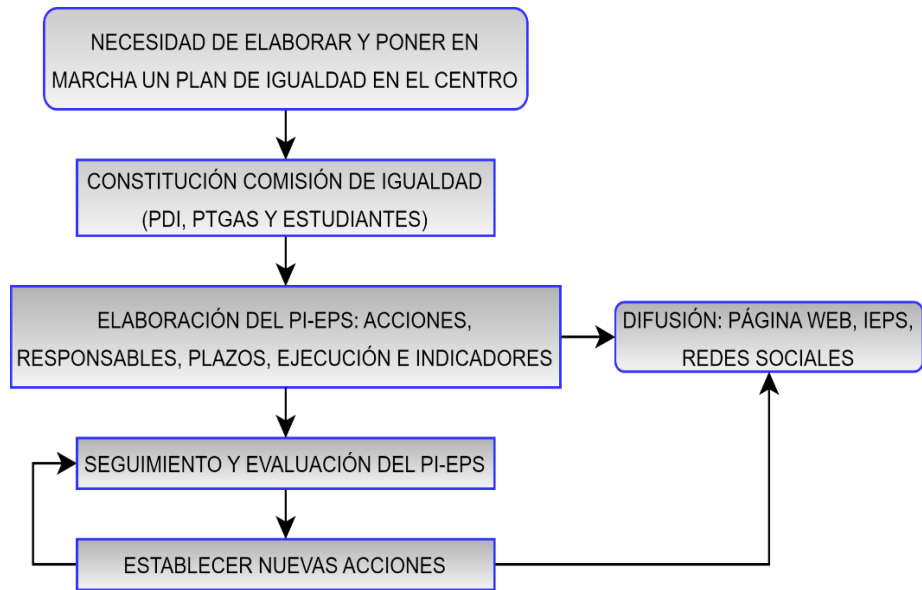 NECESIDAD DE ELABORAR Y PONER EN
MARCHA UN PLAN DE IGUALDAD EN EL CENTRO
CONSTITUCIÓN COMISIÓN DE IGUALDAD
(PDI, PTGAS Y ESTUDIANTES)
ELABORACIÓN DEL PI-EPS: ACCIONES,
RESPONSABLES, PLAZOS, EJECUCIÓN E INDICADORES
DIFUSIÓN: PÁGINA WEB, IEPS,
REDES SOCIALES
SEGUIMIENTO Y EVALUACIÓN DEL PI-EPS
ESTABLECER NUEVAS ACCIONES